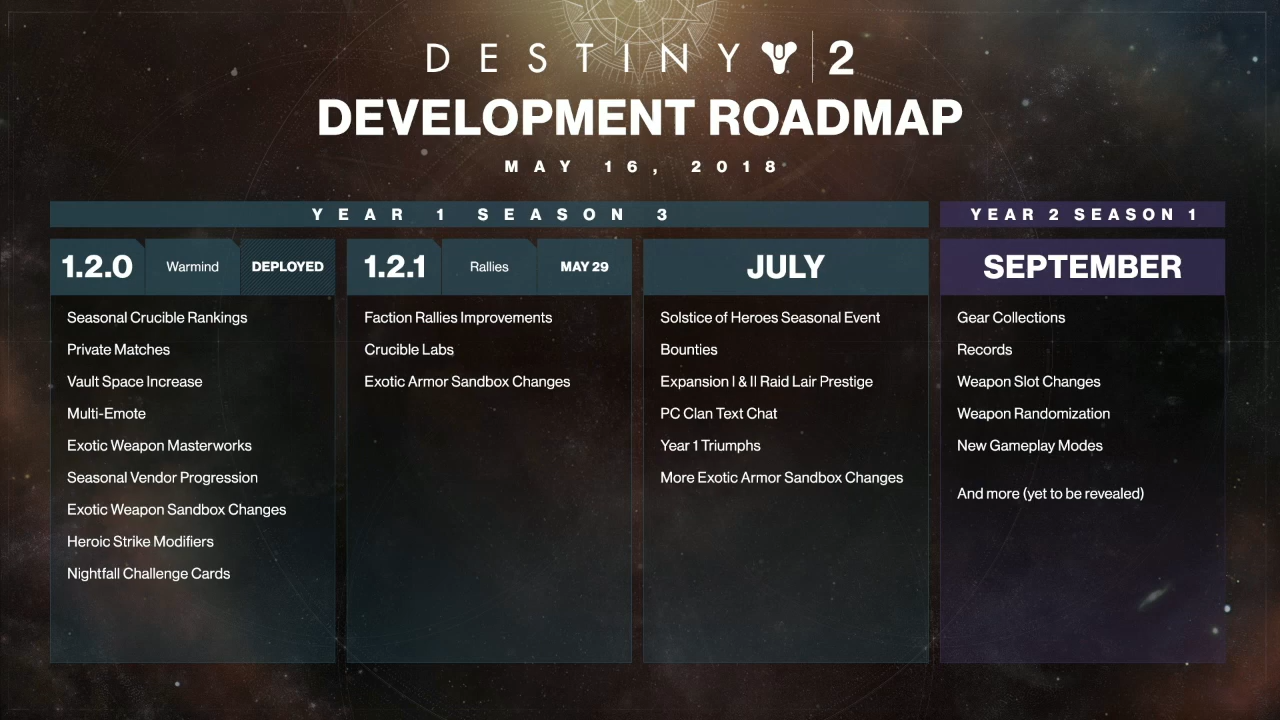 DESTINY 2
DEVELOPMENT ROADMAP
MAY 16, 2018
YEAR 1 SEASON 3
YEAR 2 SEASON 1
1.2.0 Warmind DEPLOYED
Seasonal Crucible Rankings
Private Matches
Vault Space Increase
Multi-Emote
Exotic Weapon Masterworks
Seasonal Vendor Progression
Exotic Weapon Sandbox Changes
Heroic Strike Modifiers
Nightfall Challenge Cards
1.2.1 Rallies MAY 29
Faction Rallies Improvements
Crucible Labs
Exotic Armor Sandbox Changes
JULY
Solstice of Heroes Seasonal Event
Bounties
Expansion I & II Raid Lair Prestige
PC Clan Text Chat
Year 1 Triumphs
More Exotic Armor Sandbox Changes
SEPTEMBER
Gear Collections
Records
Weapon Slot Changes
Weapon Randomization
New Gameplay Modes
And more (yet to be revealed)